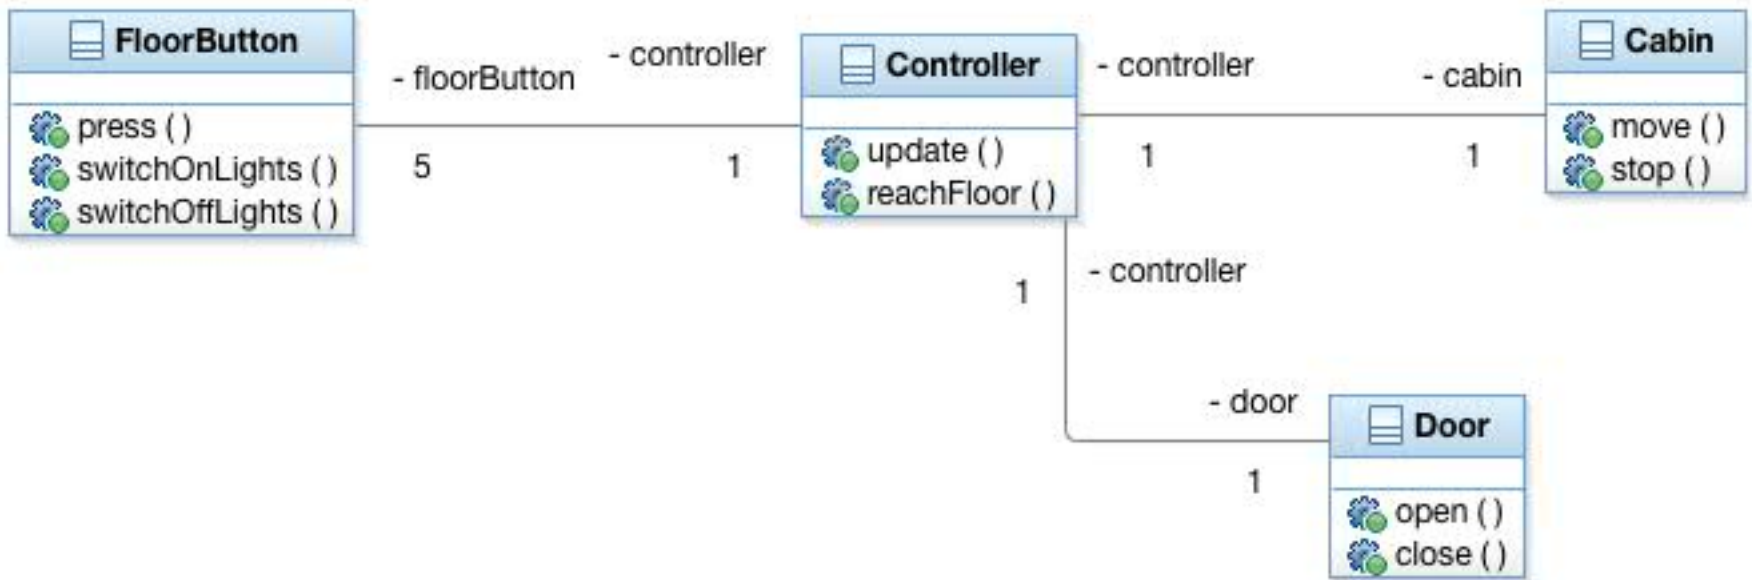 FloorButton
press ( )
switchOnLights ( )
switchOffLights ( )
- floorButton
5
- controller
1
Controller
update ( )
reachFloor ( )
- controller
1
- cabin
1
Cabin
move ( )
stop ( )
- controller
1
- door
1
Door
open ( )
close ( )